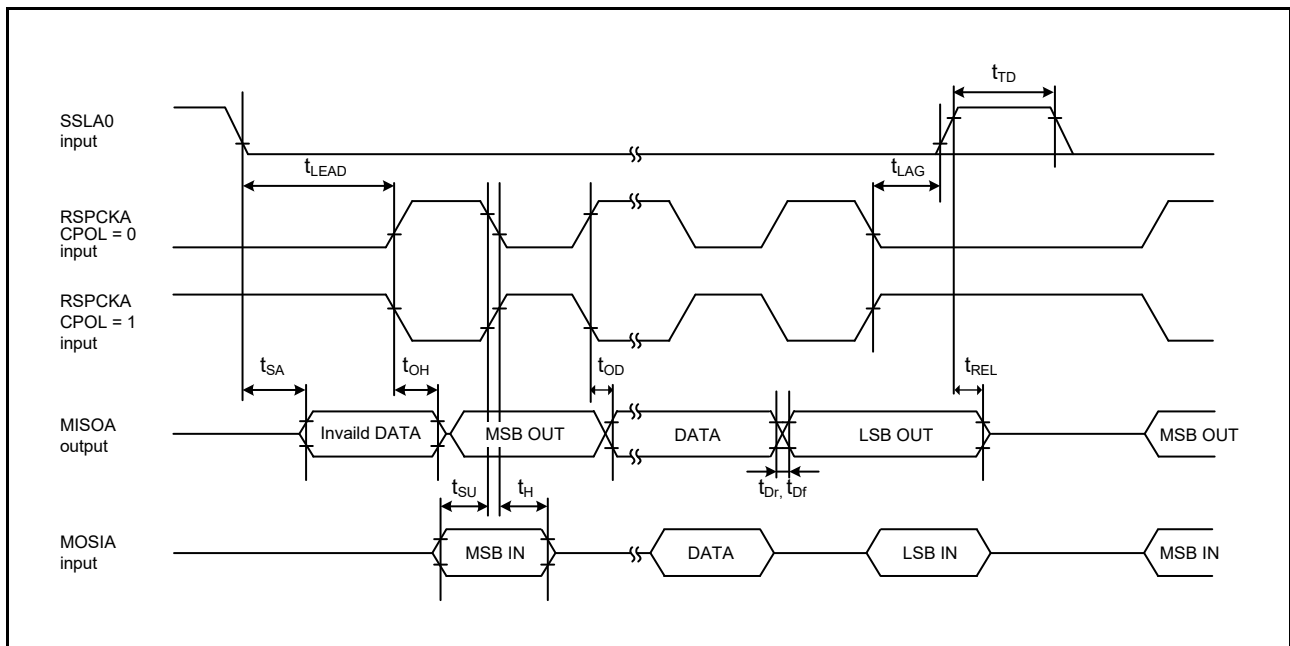 tTD
SSLA0
input
tLEAD
tLAG
RSPCKA
CPOL = 0
input
RSPCKA
CPOL = 1
input
tSA
tOH
tOD
tREL
MISOA
output
Invaild DATA
MSB OUT
DATA
LSB OUT
MSB OUT
tSU
tH
tDr, tDf
MOSIA
input
MSB IN
DATA
LSB IN
MSB IN